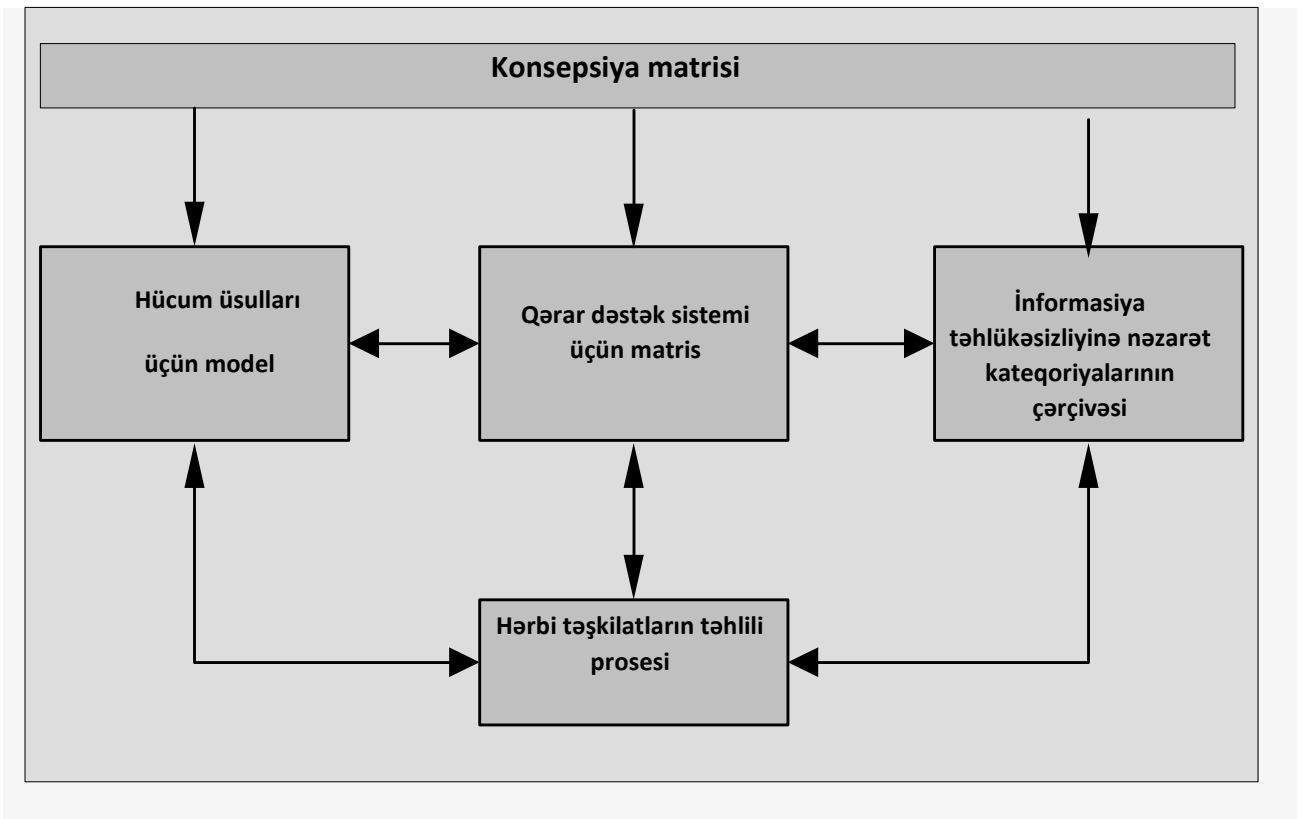 Konsepsiya matrisi
Hücum üsulları
üçün model
Qərar dəstək sistemi
üçün matris
İnformasiya
təhlükəsizliyinə nəzarət
kateqoriyalarının
çərçivəsi
Hərbi təşkilatların təhlili
prosesi